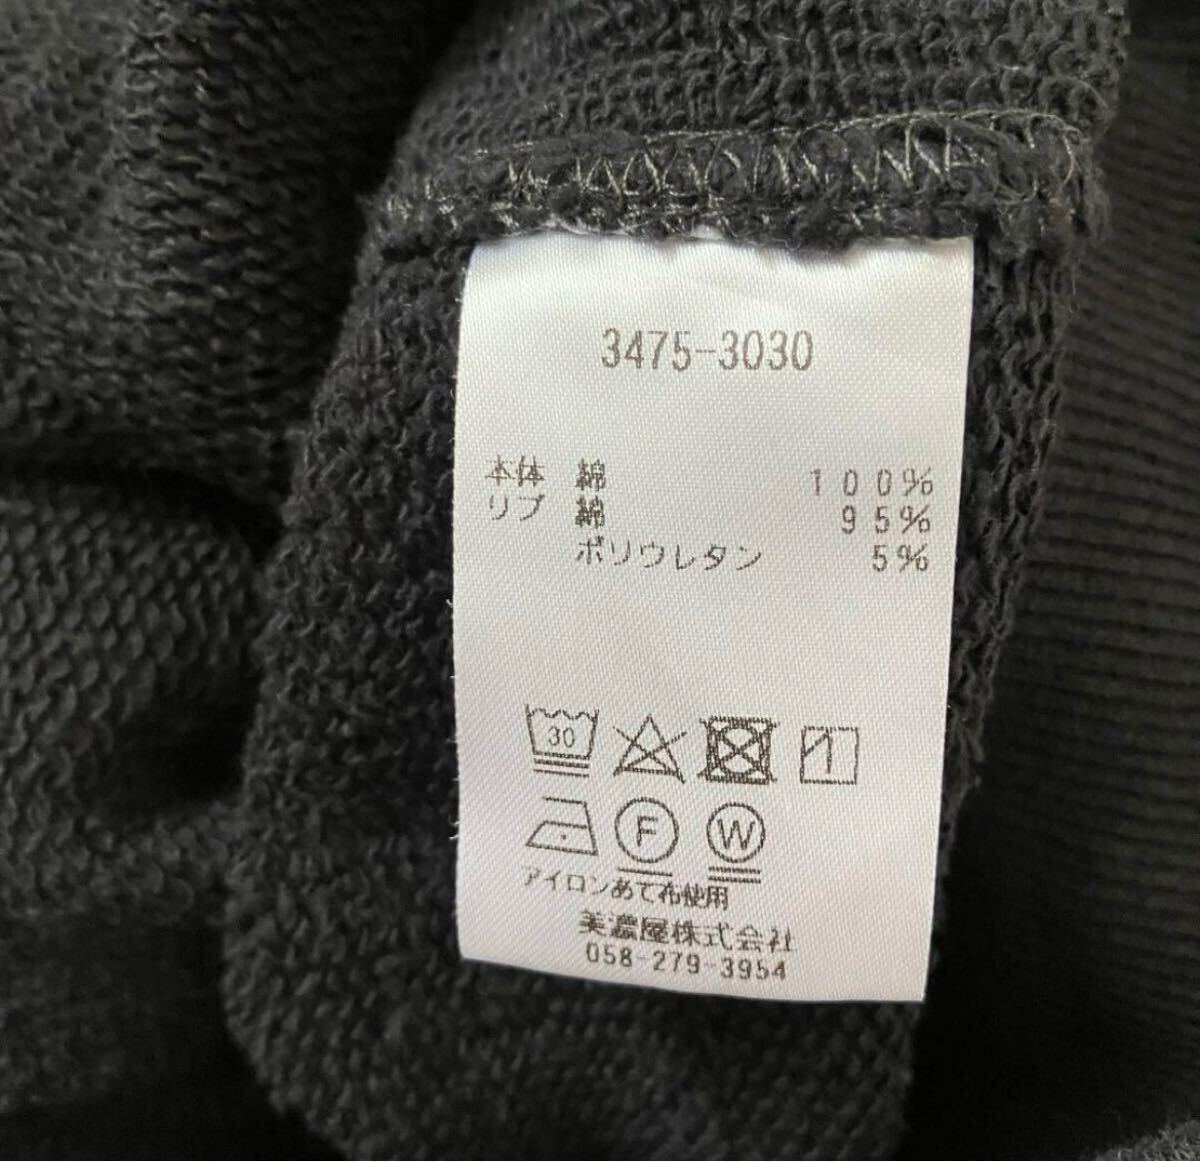 3475-3030
本体 綿 100%
リブ 綿 95%
ポリウレタン 5%
30
F W
アイロンあて布使用
美濃屋株式会社
058-279-3954